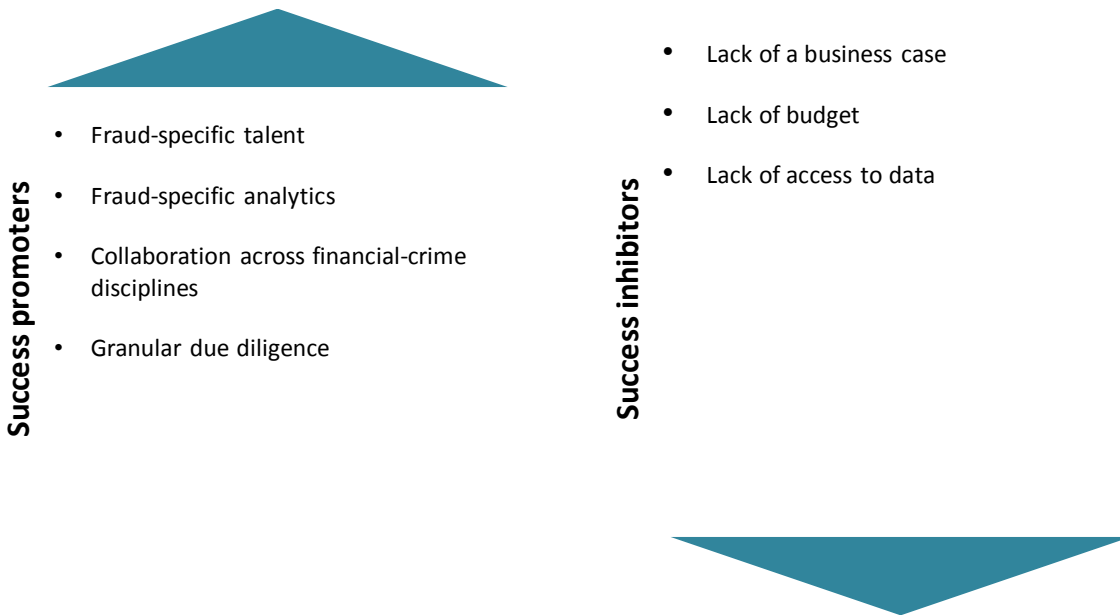 Success promoters
• Fraud-specific talent
• Fraud-specific analytics
• Collaboration across financial-crime
disciplines
• Granular due diligence
Success inhibitors
• Lack of a business case
• Lack of budget
• Lack of access to data